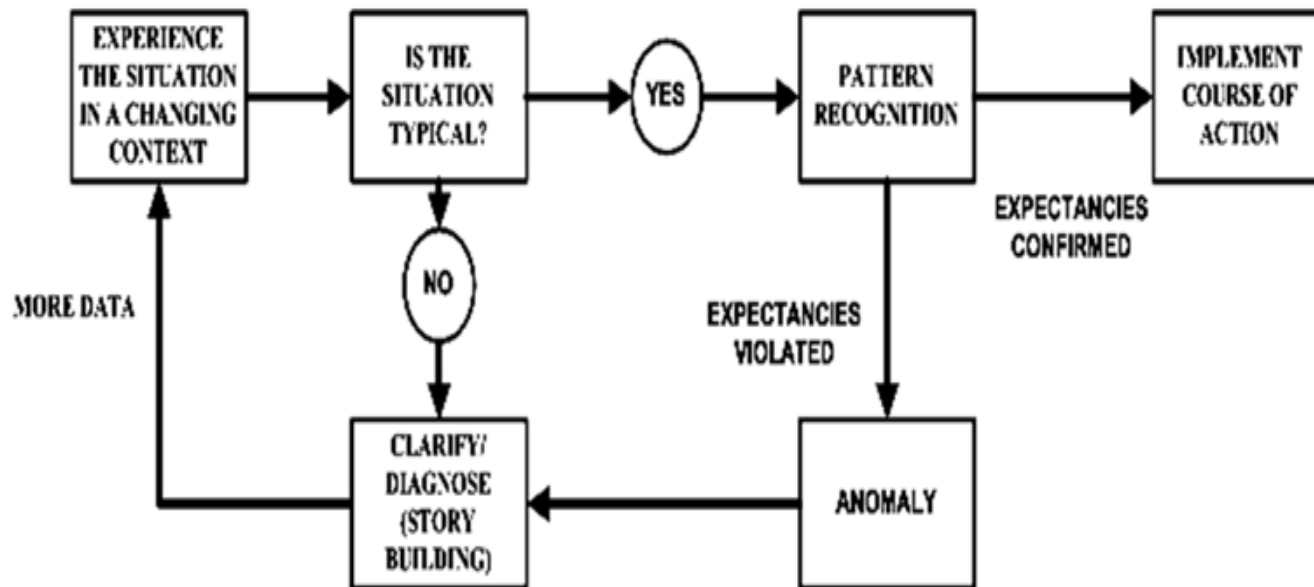 EXPERIENCE
THE SITUATION
IN A CHANGING
CONTEXT
IS THE
SITUATION
TYPICAL?
YES
PATTERN
RECOGNITION
IMPLEMENT
COURSE OF
ACTION
EXPECTANCIES
CONFIRMED
NO
MORE DATA
EXPECTANCIES
VIOLATED
CLARIFY/
DIAGNOSE
(STORY
BUILDING)
ANOMALY